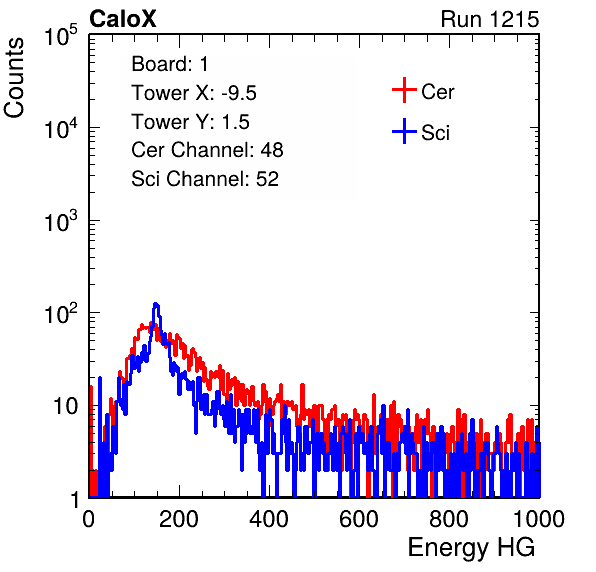 CaloX Run 1215
Counts
Board: 1
Tower X: -9.5
Tower Y: 1.5
Cer Channel: 48
Sci Channel: 52
Cer
Sci
10^5
10^4
10^3
10^2
10
1
0 200 400 600 800 1000
Energy HG